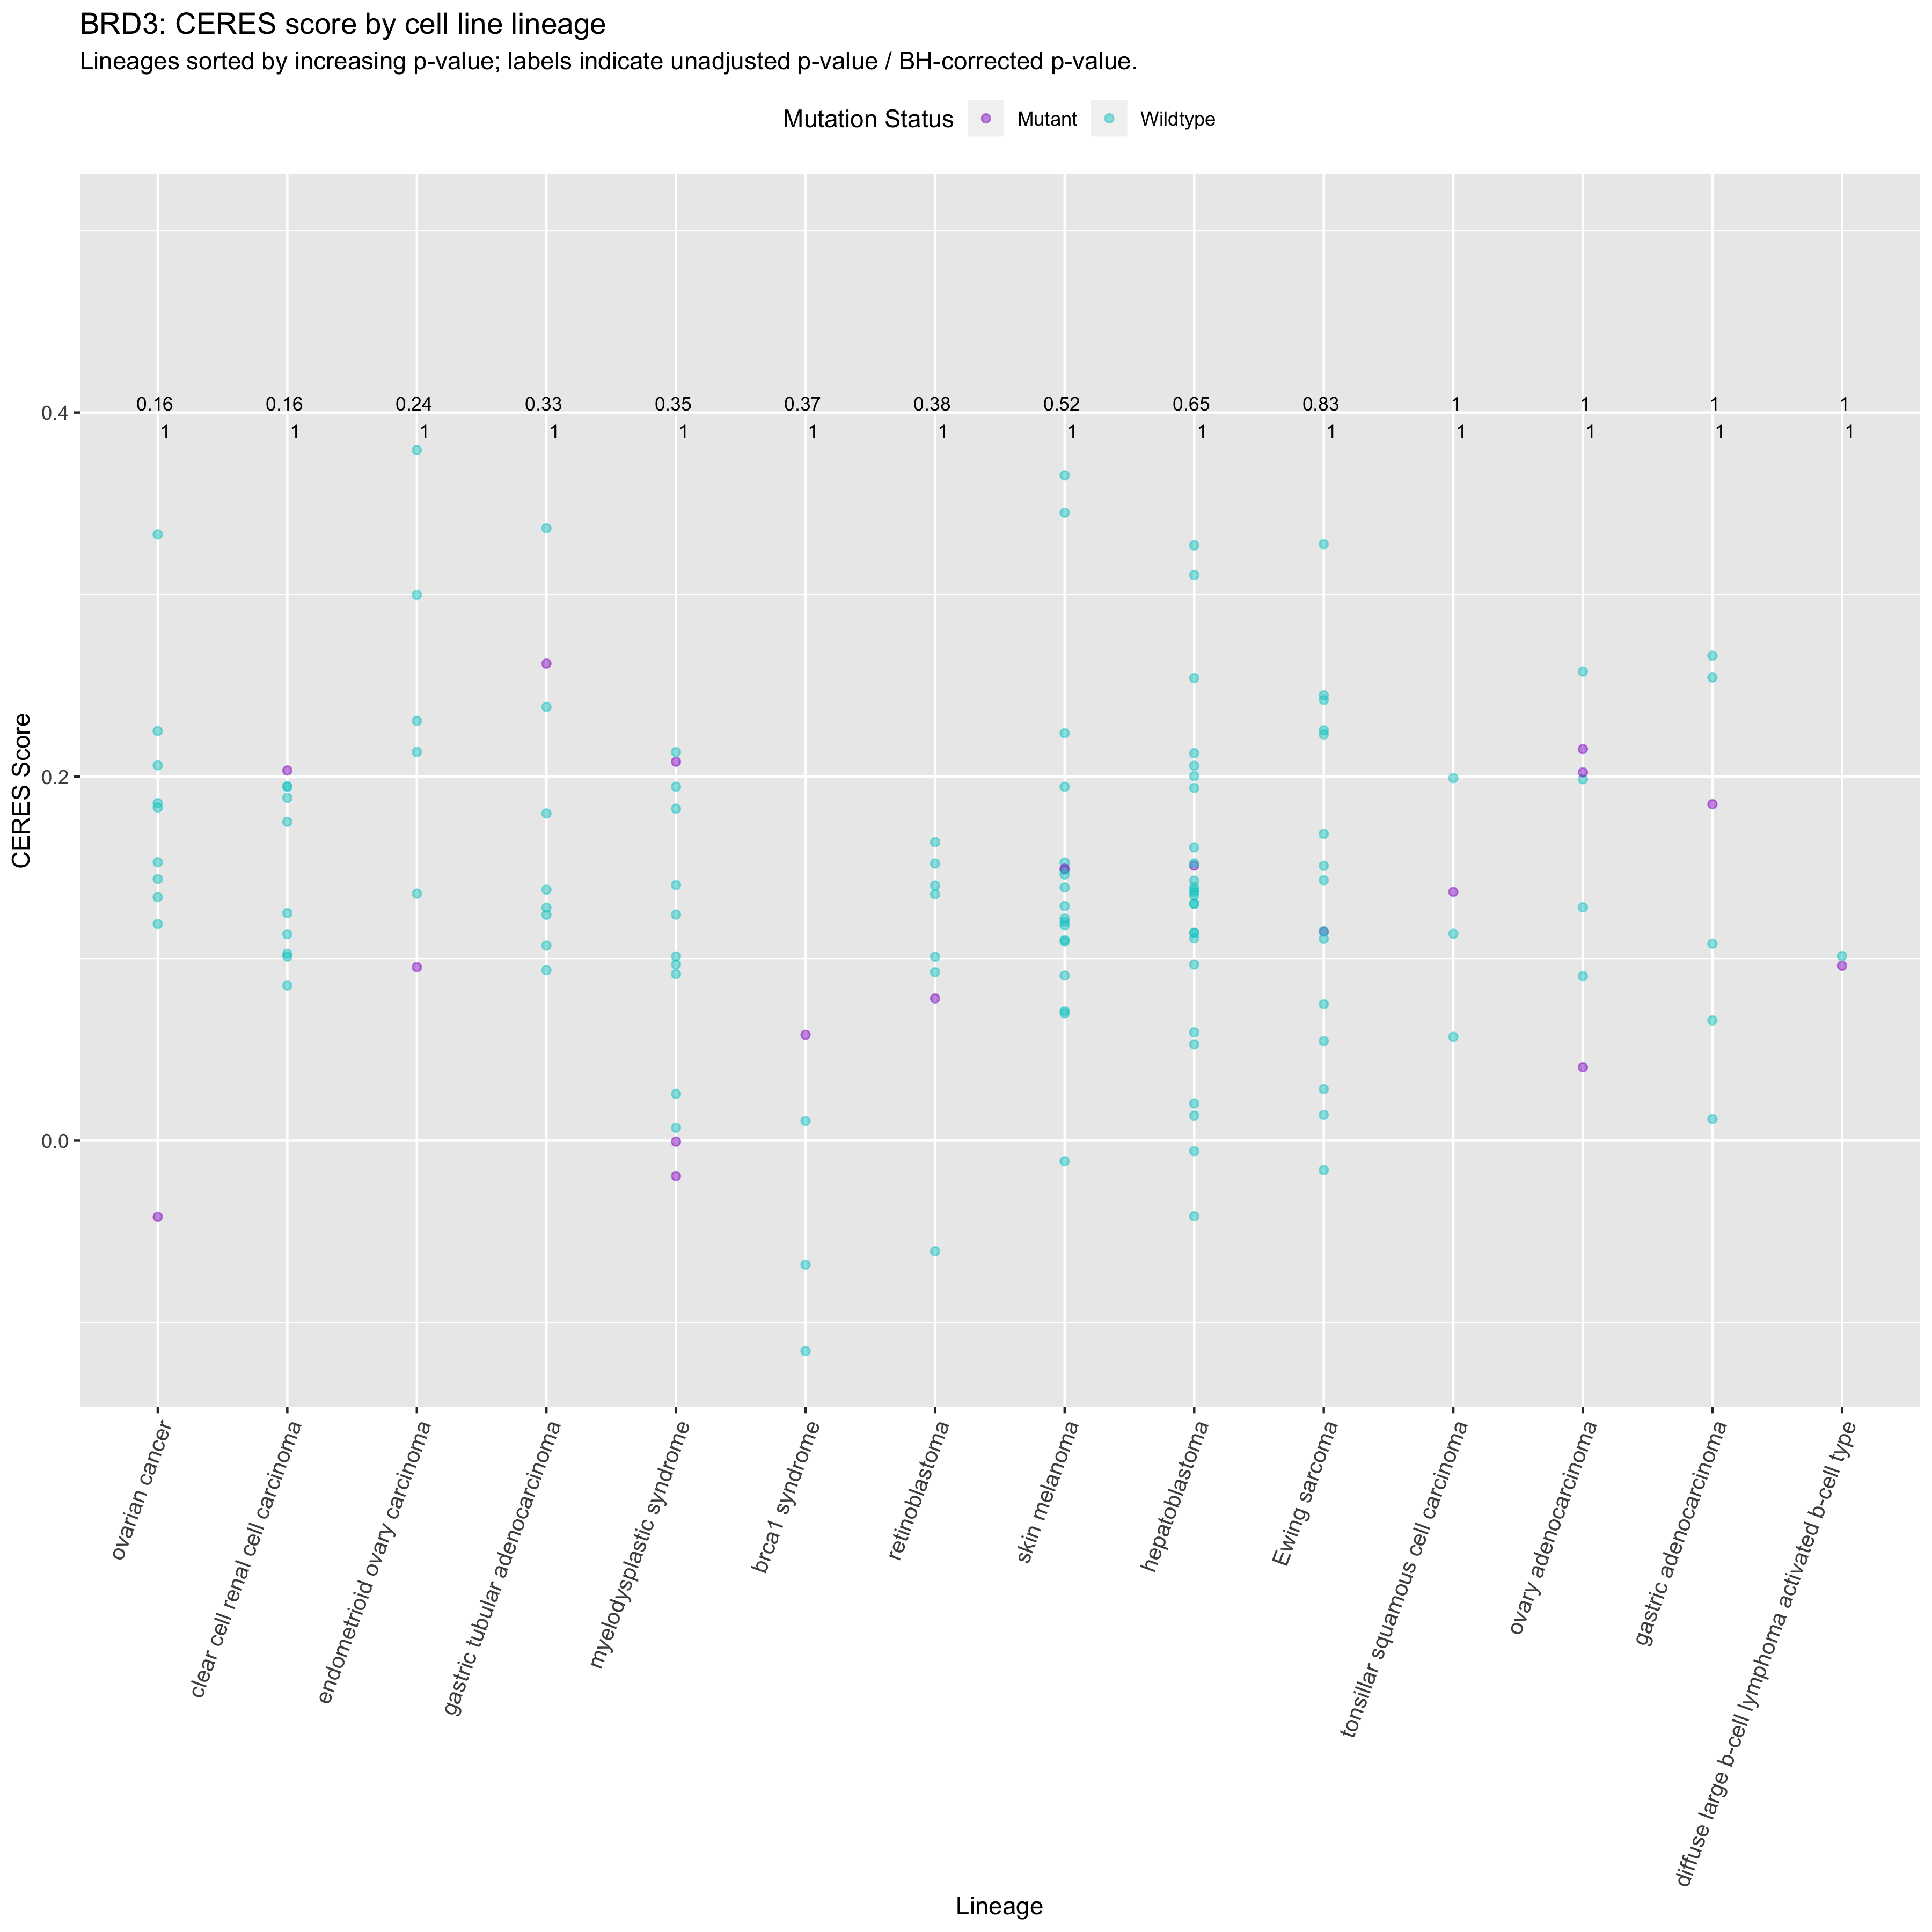 BRD3: CERES score by cell line lineage
Lineages sorted by increasing p-value; labels indicate unadjusted p-value / BH-corrected p-value.
Mutation Status Mutant Wildtype
0.4
0.16 0.16 0.24 0.33 0.35 0.37 0.38 0.52 0.65 0.83 1 1 1 1
1 1 1 1 1 1 1 1 1 1 1 1 1 1
0.2
0.0
CERES Score
ovarian cancer
clear cell renal cell carcinoma
endometrioid ovary carcinoma
gastric tubular adenocarcinoma
myelodysplastic syndrome
brca1 syndrome
retinoblastoma
skin melanoma
hepatoblastoma
Ewing sarcoma
tonsillar squamous cell carcinoma
ovary adenocarcinoma
gastric adenocarcinoma
diffuse large b-cell lymphoma activated b-cell type
Lineage